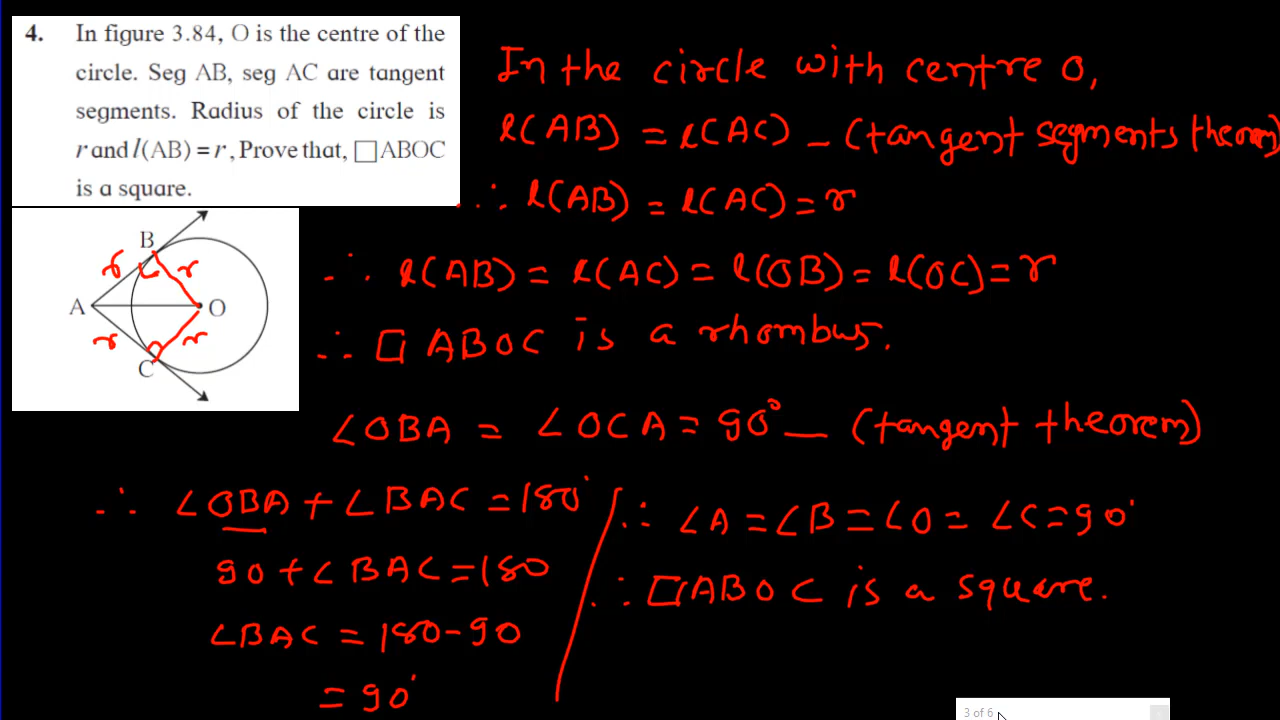 4. In figure 3.84, O is the centre of the
circle. Seg AB, seg AC are tangent
segments. Radius of the circle is
r and l(AB) = r, Prove that, □ABOC
is a square.
B
r r
A O
r r
C
In the circle with centre O,
l(AB) = l(AC) – (tangent segments theorem)
∴ l(AB) = l(AC) = r
∴ l(AB) = l(AC) = l(OB) = l(OC) = r
∴ □ ABOC is a rhombus.
∠OBA = ∠OCA = 90° — (tangent theorem)
∴ ∠OBA + ∠BAC = 180°
90 + ∠BAC = 180
∠BAC = 180 - 90
= 90°
∴ ∠A = ∠B = ∠O = ∠C = 90°
∴ □ABOC is a square.
3 of 6